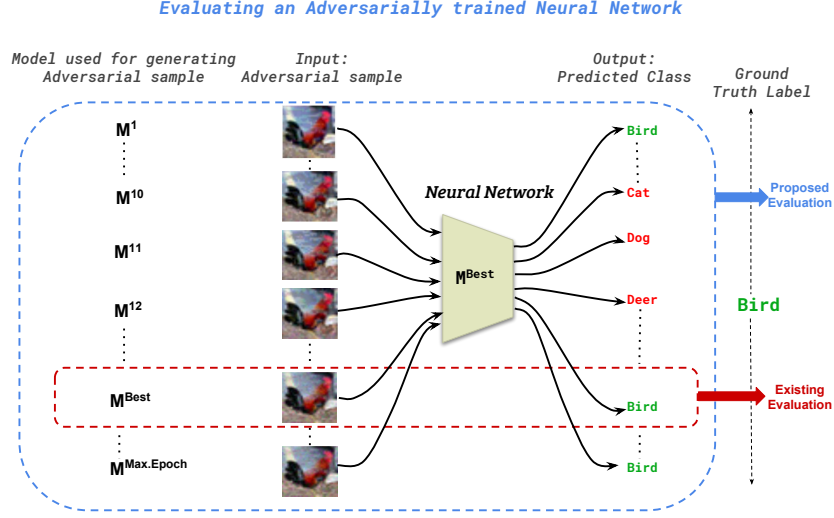 Evaluating an Adversarially trained Neural Network
Model used for generating
Adversarial sample
Input:
Adversarial sample
Output:
Predicted Class
Ground
Truth Label
M1
Bird
M10
Cat
Neural Network
Proposed
Evaluation
M11
Dog
MBest
M12
Deer
Bird
MBest
Bird
Existing
Evaluation
MMax.Epoch
Bird